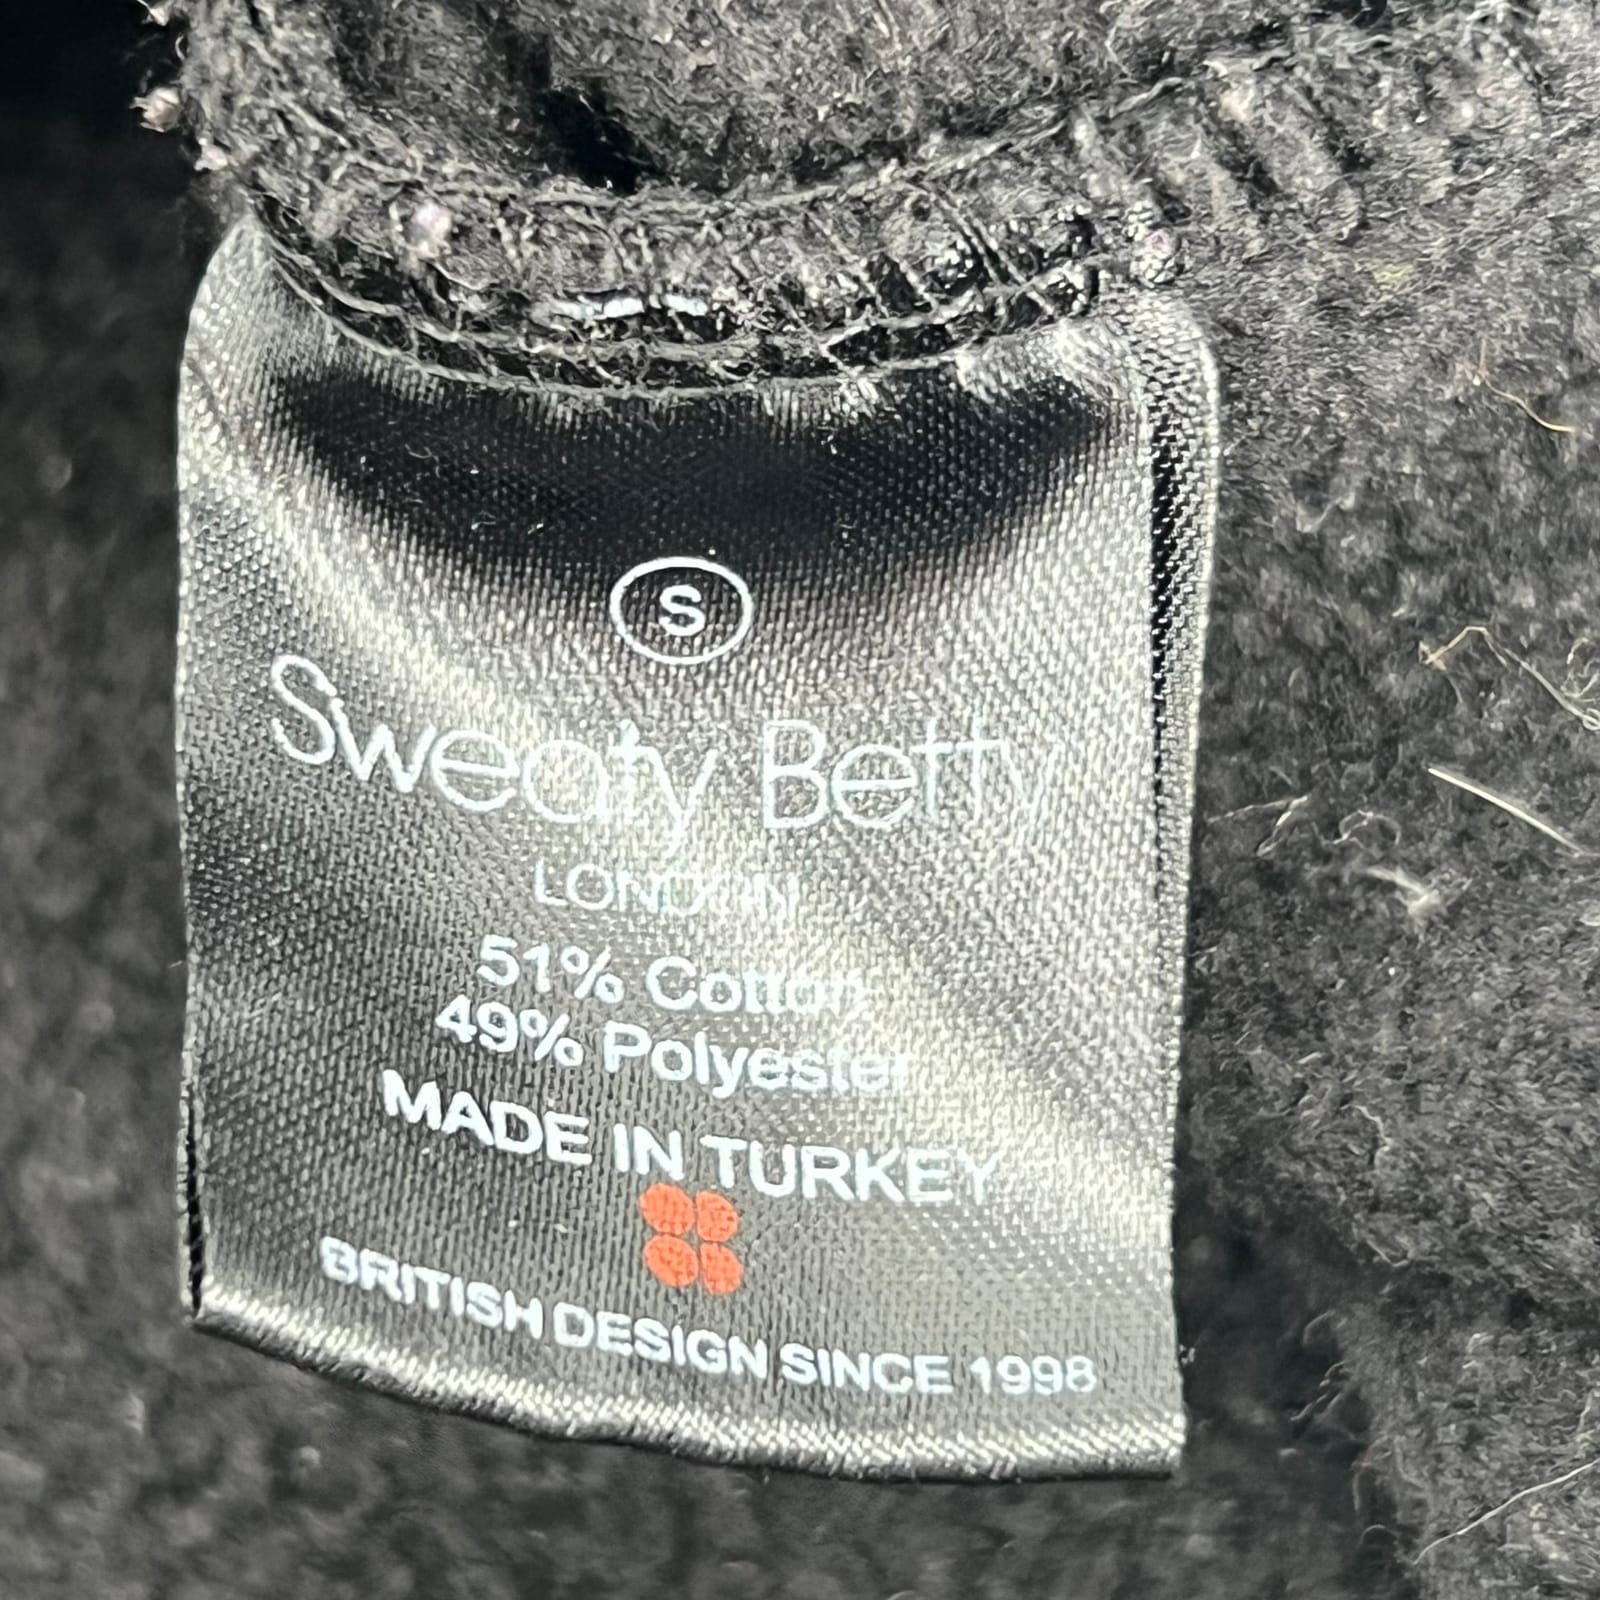 S
Sweaty Betty
LONDON
51% Cotton
49% Polyester
MADE IN TURKEY
BRITISH DESIGN SINCE 1998